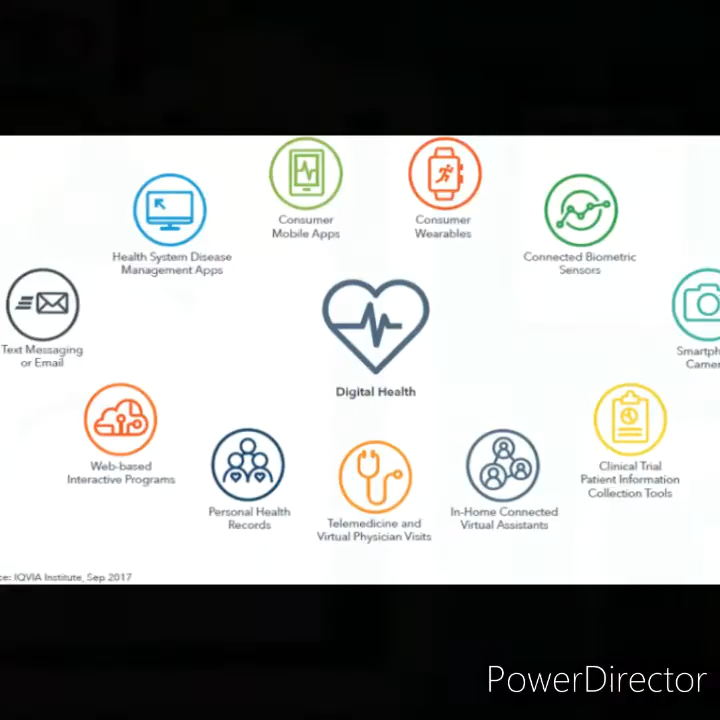 Consumer
Mobile Apps
Consumer
Wearables
Health System Disease
Management Apps
Connected Biometric
Sensors
Text Messaging
or Email
Digital Health
Web-based
Interactive Programs
Clinical Trial
Patient Information
Collection Tools
Personal Health
Records
Telemedicine and
Virtual Physician Visits
In-Home Connected
Virtual Assistants
IQVIA Institute, Sep 2017
PowerDirector